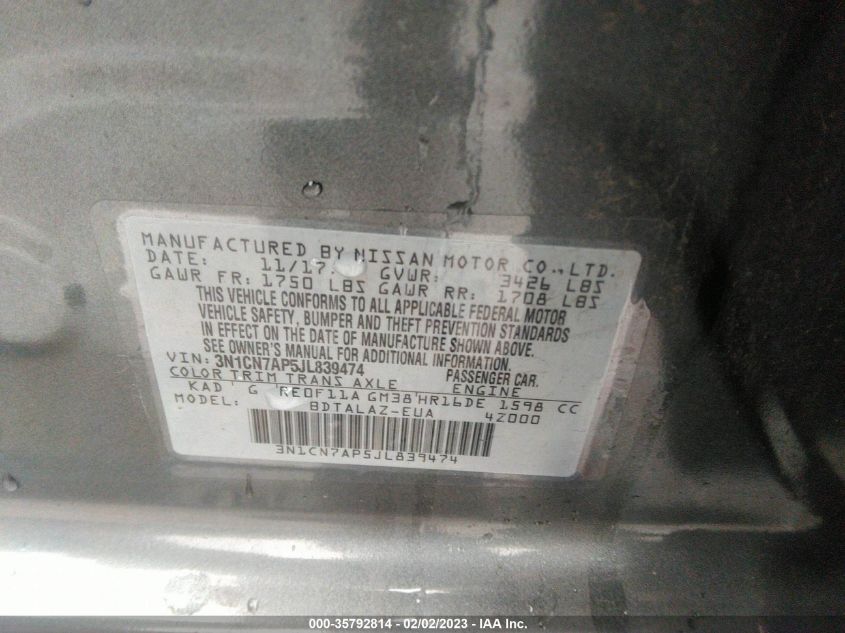 MANUFACTURED BY NISSAN MOTOR CO., LTD.
DATE: 11/17 GVWR: 3426 LBS
GAWR FR: 1750 LBS GAWR RR: 1708 LBS
THIS VEHICLE CONFORMS TO ALL APPLICABLE FEDERAL MOTOR
VEHICLE SAFETY, BUMPER AND THEFT PREVENTION STANDARDS
IN EFFECT ON THE DATE OF MANUFACTURE SHOWN ABOVE.
SEE OWNER'S MANUAL FOR ADDITIONAL INFORMATION.
VIN: 3N1CN7AP5JL839474 PASSENGER CAR.
COLOR TRIM TRANS AXLE ENGINE
KAD ' G RE0F11A GM38'HR16DE 1598 CC
MODEL: BDTALAZ-EUA 42000
3N1CN7AP5JL839474
000-35792814 - 02/02/2023 - IAA Inc.